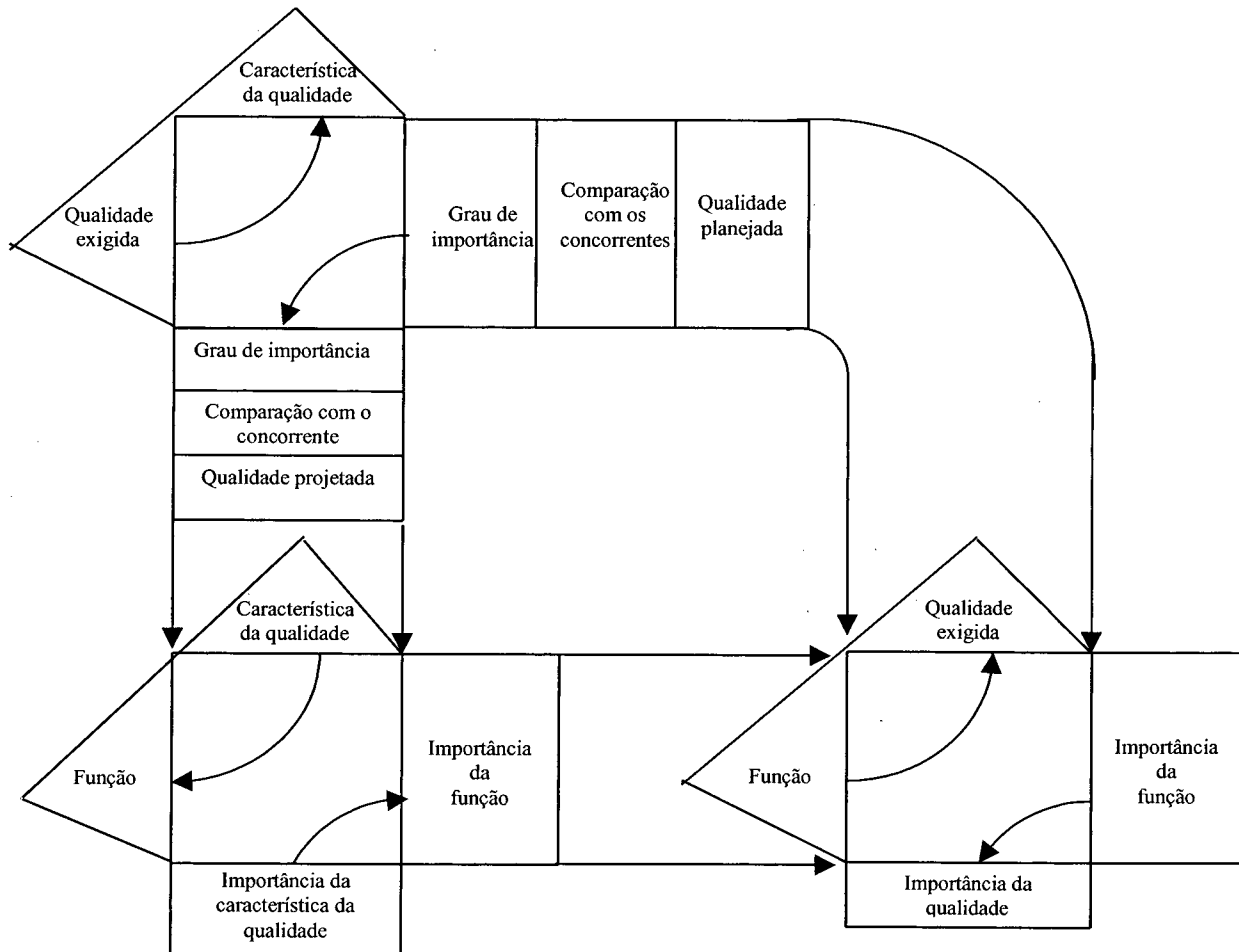 Característica
da qualidade
Qualidade
exigida
Grau de
importância
Comparação
com os
concorrentes
Qualidade
planejada
Grau de importância
Comparação com o
concorrente
Qualidade projetada
Característica
da qualidade
Função
Importância
da
função
Importância da
característica da
qualidade
Qualidade
exigida
Função
Importância
da
função
Importância da
qualidade